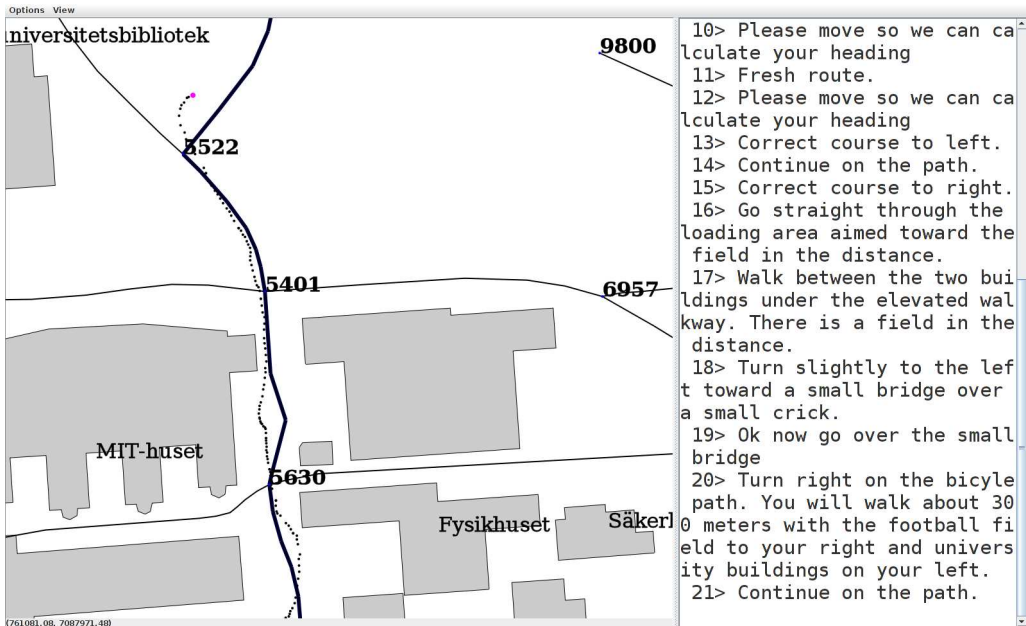 Options View
niversitetsbibliotek
9800
5522
5401
6957
MIT-huset
5630
Fysikhuset
Säkerl
(761081.08, 7087971.48)
10> Please move so we can ca
lculate your heading
11> Fresh route.
12> Please move so we can ca
lculate your heading
13> Correct course to left.
14> Continue on the path.
15> Correct course to right.
16> Go straight through the
loading area aimed toward the
field in the distance.
17> Walk between the two bui
ldings under the elevated wal
kway. There is a field in the
distance.
18> Turn slightly to the lef
t toward a small bridge over
a small crick.
19> Ok now go over the small
bridge
20> Turn right on the bicyle
path. You will walk about 30
0 meters with the football fi
eld to your right and univers
ity buildings on your left.
21> Continue on the path.